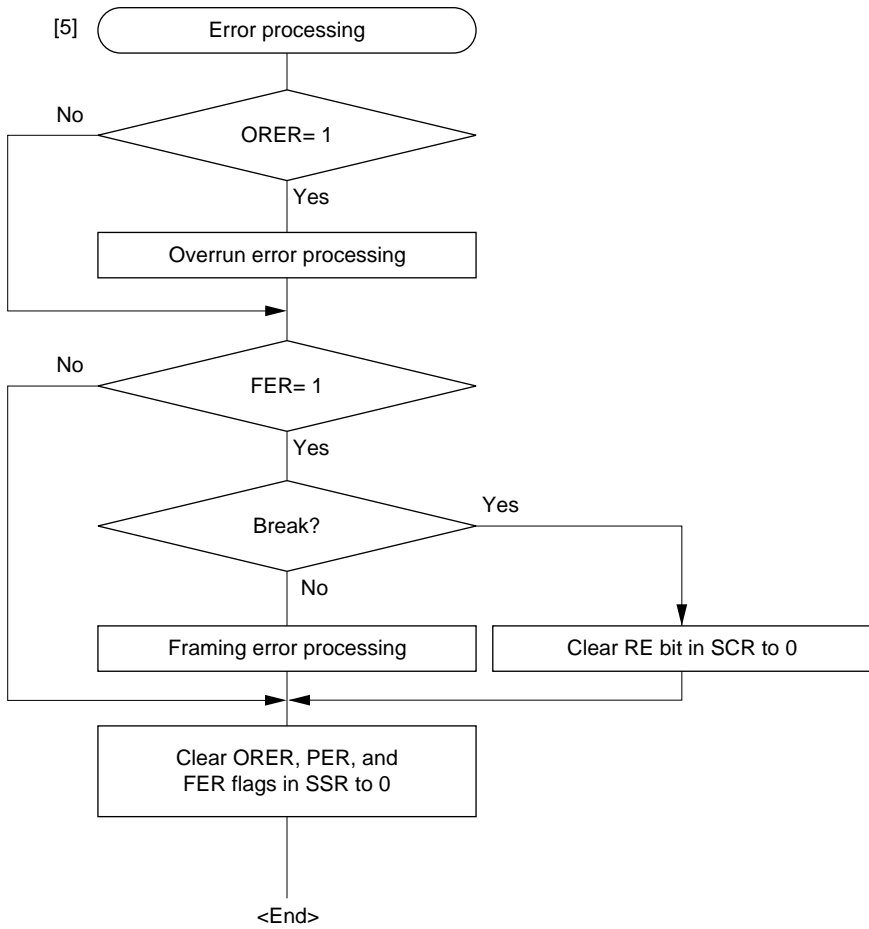 [5]
Error processing
No
ORER= 1
Yes
Overrun error processing
No
FER= 1
Yes
Break?
Yes
No
Framing error processing
Clear RE bit in SCR to 0
Clear ORER, PER, and
FER flags in SSR to 0
<End>